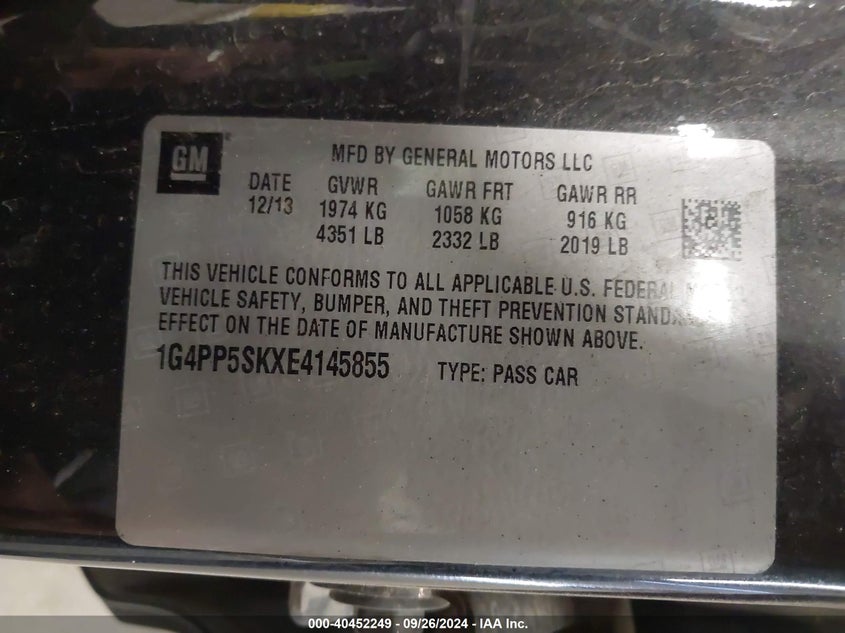 GM
MFD BY GENERAL MOTORS LLC
DATE GVWR GAWR FRT GAWR RR
12/13 1974 KG 1058 KG 916 KG
4351 LB 2332 LB 2019 LB
THIS VEHICLE CONFORMS TO ALL APPLICABLE U.S. FEDERAL
VEHICLE SAFETY, BUMPER, AND THEFT PREVENTION
EFFECT ON THE DATE OF MANUFACTURE SHOWN ABOVE.
1G4PP5SKXE4145855 TYPE: PASS CAR
000-40452249 - 09/26/2024 - IAA Inc.